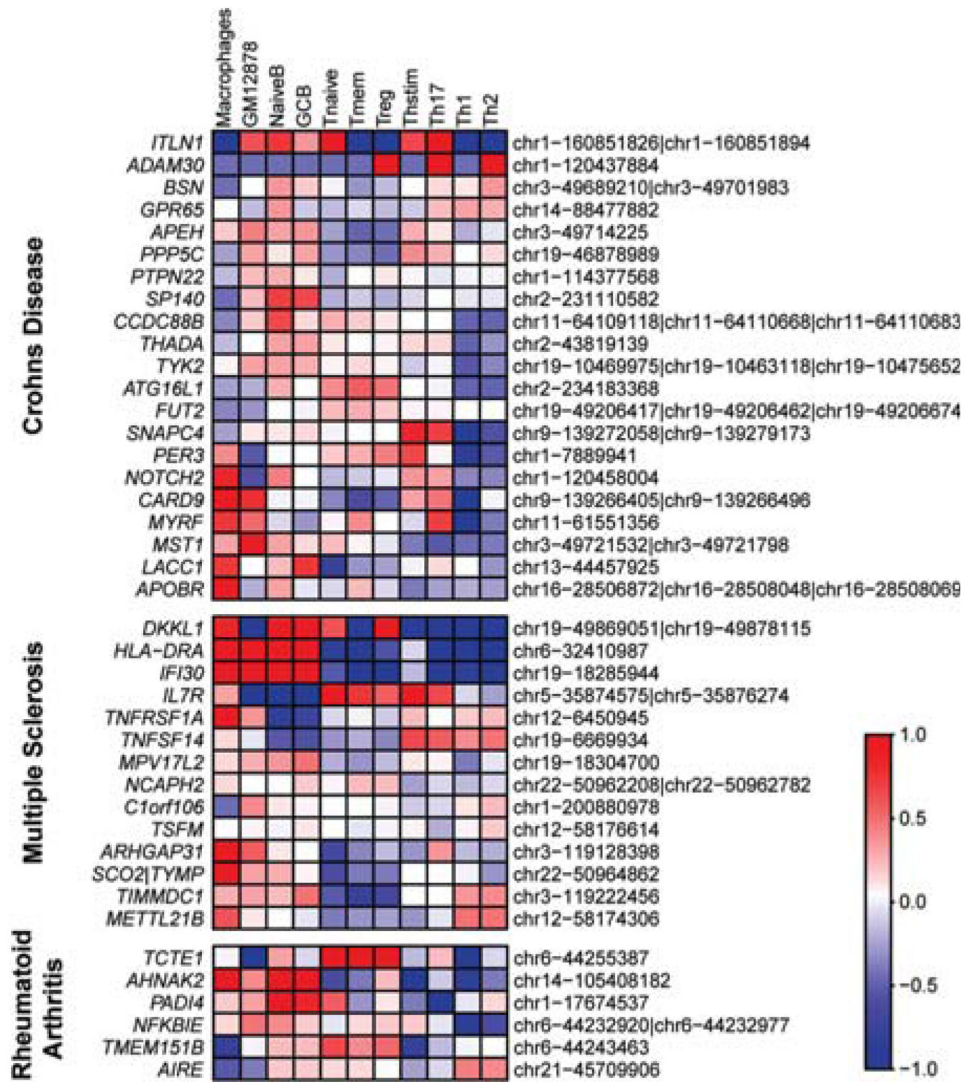 Macrophages GM12878 NaiveB GCB Tnaive Tmem Treg Thstim Th17 Th1 Th2
Crohns Disease
ITLN1 chr1−160851826|chr1−160851894
ADAM30 chr1−120437884
BSN chr3−49689210|chr3−49701983
GPR65 chr14−88477882
APEH chr3−49714225
PPP5C chr19−46878989
PTPN22 chr1−114377568
SP140 chr2−231110582
CCDC88B chr11−64109118|chr11−64110668|chr11−64110683
THADA chr2−43819139
TYK2 chr19−10469975|chr19−10463118|chr19−10475652
ATG16L1 chr2−234183368
FUT2 chr19−49206417|chr19−49206462|chr19−49206674
SNAPC4 chr9−139272058|chr9−139279173
PER3 chr1−7889941
NOTCH2 chr1−120458004
CARD9 chr9−139266405|chr9−139266496
MYRF chr11−61551356
MST1 chr3−49721532|chr3−49721798
LACC1 chr13−44457925
APOBR chr16−28506872|chr16−28508048|chr16−28508069
Multiple Sclerosis
DKKL1 chr19−49869051|chr19−49878115
HLA−DRA chr6−32410987
IFI30 chr19−18285944
IL7R chr5−35874575|chr5−35876274
TNFRSF1A chr12−6450945
TNFSF14 chr19−6669934
MPV17L2 chr19−18304700
NCAPH2 chr22−50962208|chr22−50962782
C1orf106 chr1−200880978
TSFM chr12−58176614
ARHGAP31 chr3−119128398
SCO2|TYMP chr22−50964862
TIMMDC1 chr3−119222456
METTL21B chr12−58174306
Rheumatoid
Arthritis
TCTE1 chr6−44255387
AHNAK2 chr14−105408182
PADI4 chr1−17674537
NFKBIE chr6−44232920|chr6−44232977
TMEM151B chr6−44243463
AIRE chr21−45709906
1.0
0.5
0.0
−0.5
−1.0